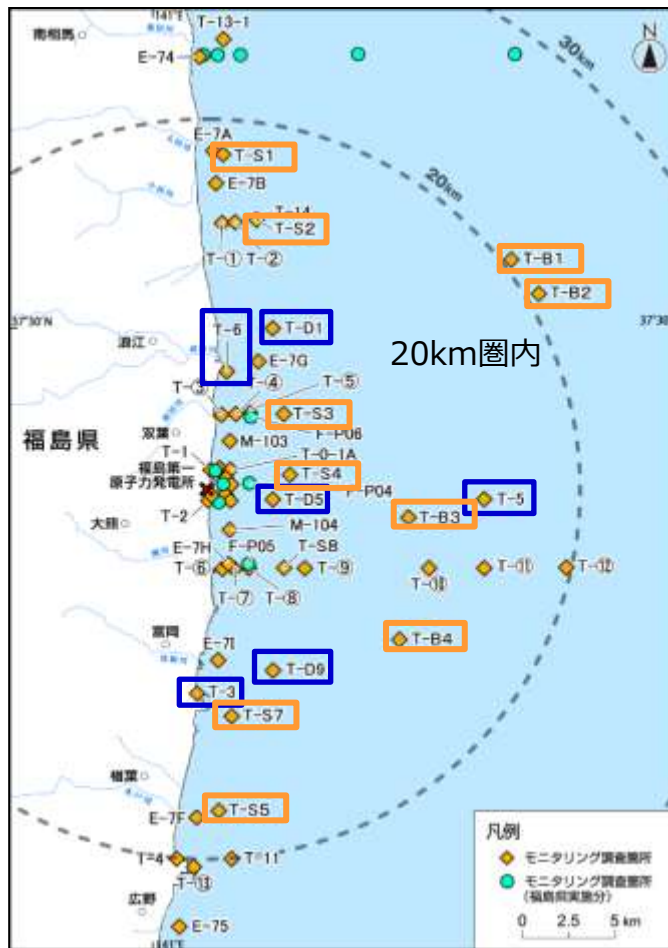 141°E
T-13-1
南相馬
E-74
N
30km
E-7A
T-S1
20km
E-7B
T-14
T-S2
T-① T-②
T-B1
T-B2
37°30'N
T-6
T-D1
37°30'
浪江
20km圏内
E-7G
T-③
T-④
T-⑤
T-S3
双葉
F-P06
福島県
M-103
T-1
T-0-1A
福島第一
原子力発電所
T-S4
F-P04
T-D5
T-5
T-2
T-B3
大熊
M-104
E-7H
F-P05
T-S8
T-⑥
T-⑨
T-⑩
T-⑪
T-⑫
T-⑦
T-⑧
富岡
E-7I
T-B4
T-D9
T-3
T-S7
楢葉
T-S5
E-7F
凡例
モニタリング調査箇所
モニタリング調査箇所
(福島県実施分)
0 2.5 5 km
T-4
T-11
T-⑬
広野
E-75
141°E